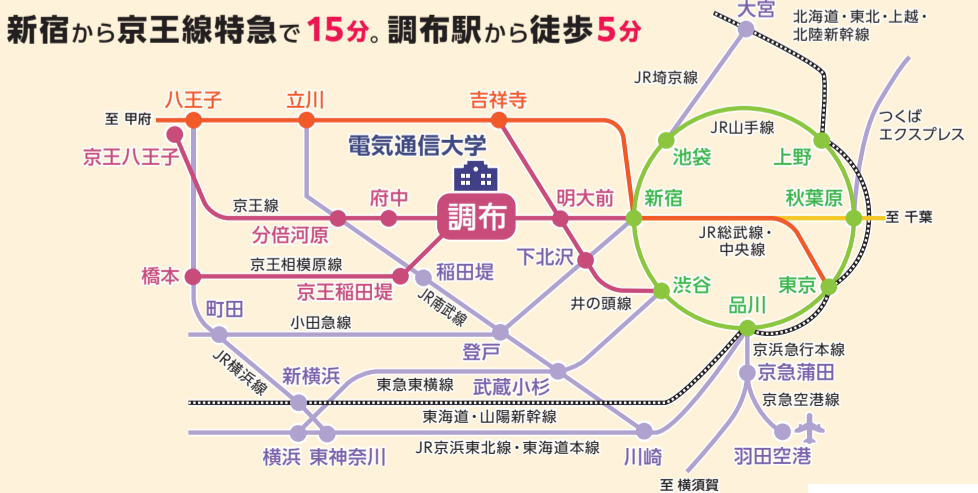 新宿から京王線特急で15分。調布駅から徒歩5分
大宮
北海道・東北・上越・
北陸新幹線
JR埼京線
つくば
エクスプレス
八王子
立川
吉祥寺
至 甲府
JR山手線
京王八王子
電気通信大学
池袋
上野
京王線
府中
調布
明大前
新宿
秋葉原
至 千葉
分倍河原
JR総武線・
中央線
下北沢
橋本
京王相模原線
京王稲田堤
稲田堤
渋谷
東京
町田
JR南武線
井の頭線
品川
小田急線
登戸
京浜急行本線
JR横浜線
新横浜
東急東横線
武蔵小杉
京急蒲田
京急空港線
東海道・山陽新幹線
JR京浜東北線・東海道本線
横浜
東神奈川
川崎
羽田空港
至 横須賀